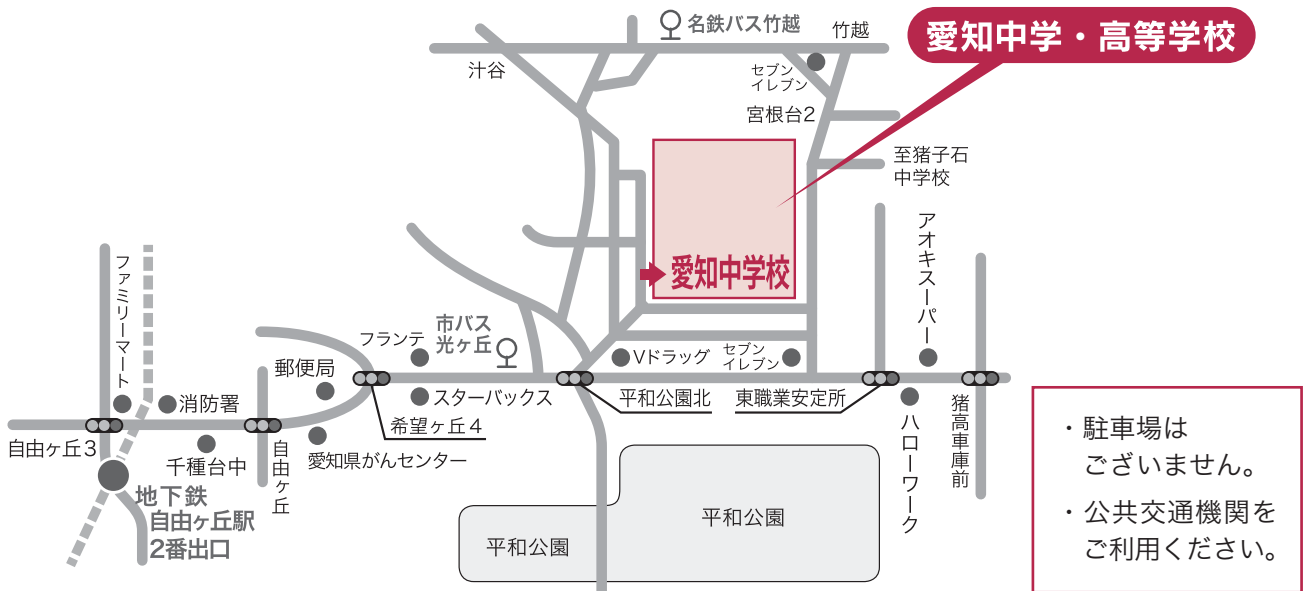 名鉄バス竹越
竹越
愛知中学・高等学校
汁谷
セブン
イレブン
宮根台2
至猪子石
中学校
アオキスーパー
愛知中学校
ファミリーマート
市バス
光ヶ丘
フランテ
Vドラッグ
セブン
イレブン
郵便局
スターバックス
平和公園北
東職業安定所
消防署
希望ヶ丘4
ハローワーク
猪高車庫前
自由ヶ丘3
千種台中
自由ヶ丘
愛知県がんセンター
地下鉄
自由ヶ丘駅
2番出口
平和公園
平和公園
・駐車場は
ございません。
・公共交通機関を
ご利用ください。